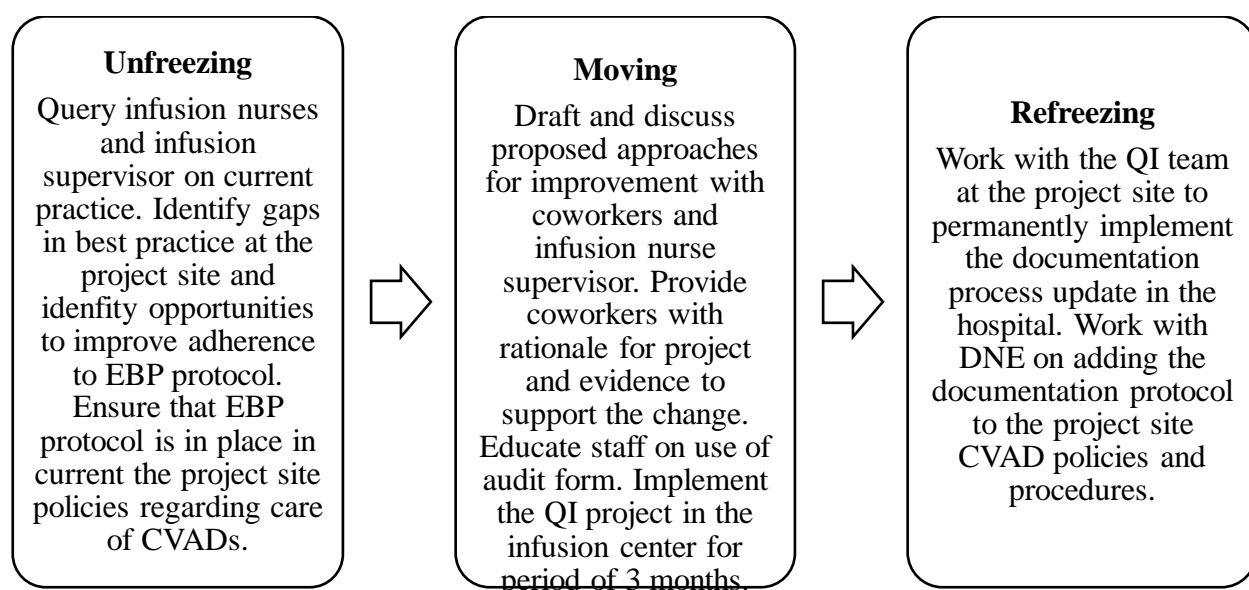 Unfreezing
Query infusion nurses
and infusion
supervisor on current
practice. Identify gaps
in best practice at the
project site and
idenfity opportunities
to improve adherence
to EBP protocol.
Ensure that EBP
protocol is in place in
current the project site
policies regarding care
of CVADs.
Moving
Draft and discuss
proposed approaches
for improvement with
coworkers and
infusion nurse
supervisor. Provide
coworkers with
rationale for project
and evidence to
support the change.
Educate staff on use of
audit form. Implement
the QI project in the
infusion center for
period of 3 months.
Refreezing
Work with the QI team
at the project site to
permanently implement
the documentation
process update in the
hospital. Work with
DNE on adding the
documentation protocol
to the project site
CVAD policies and
procedures.